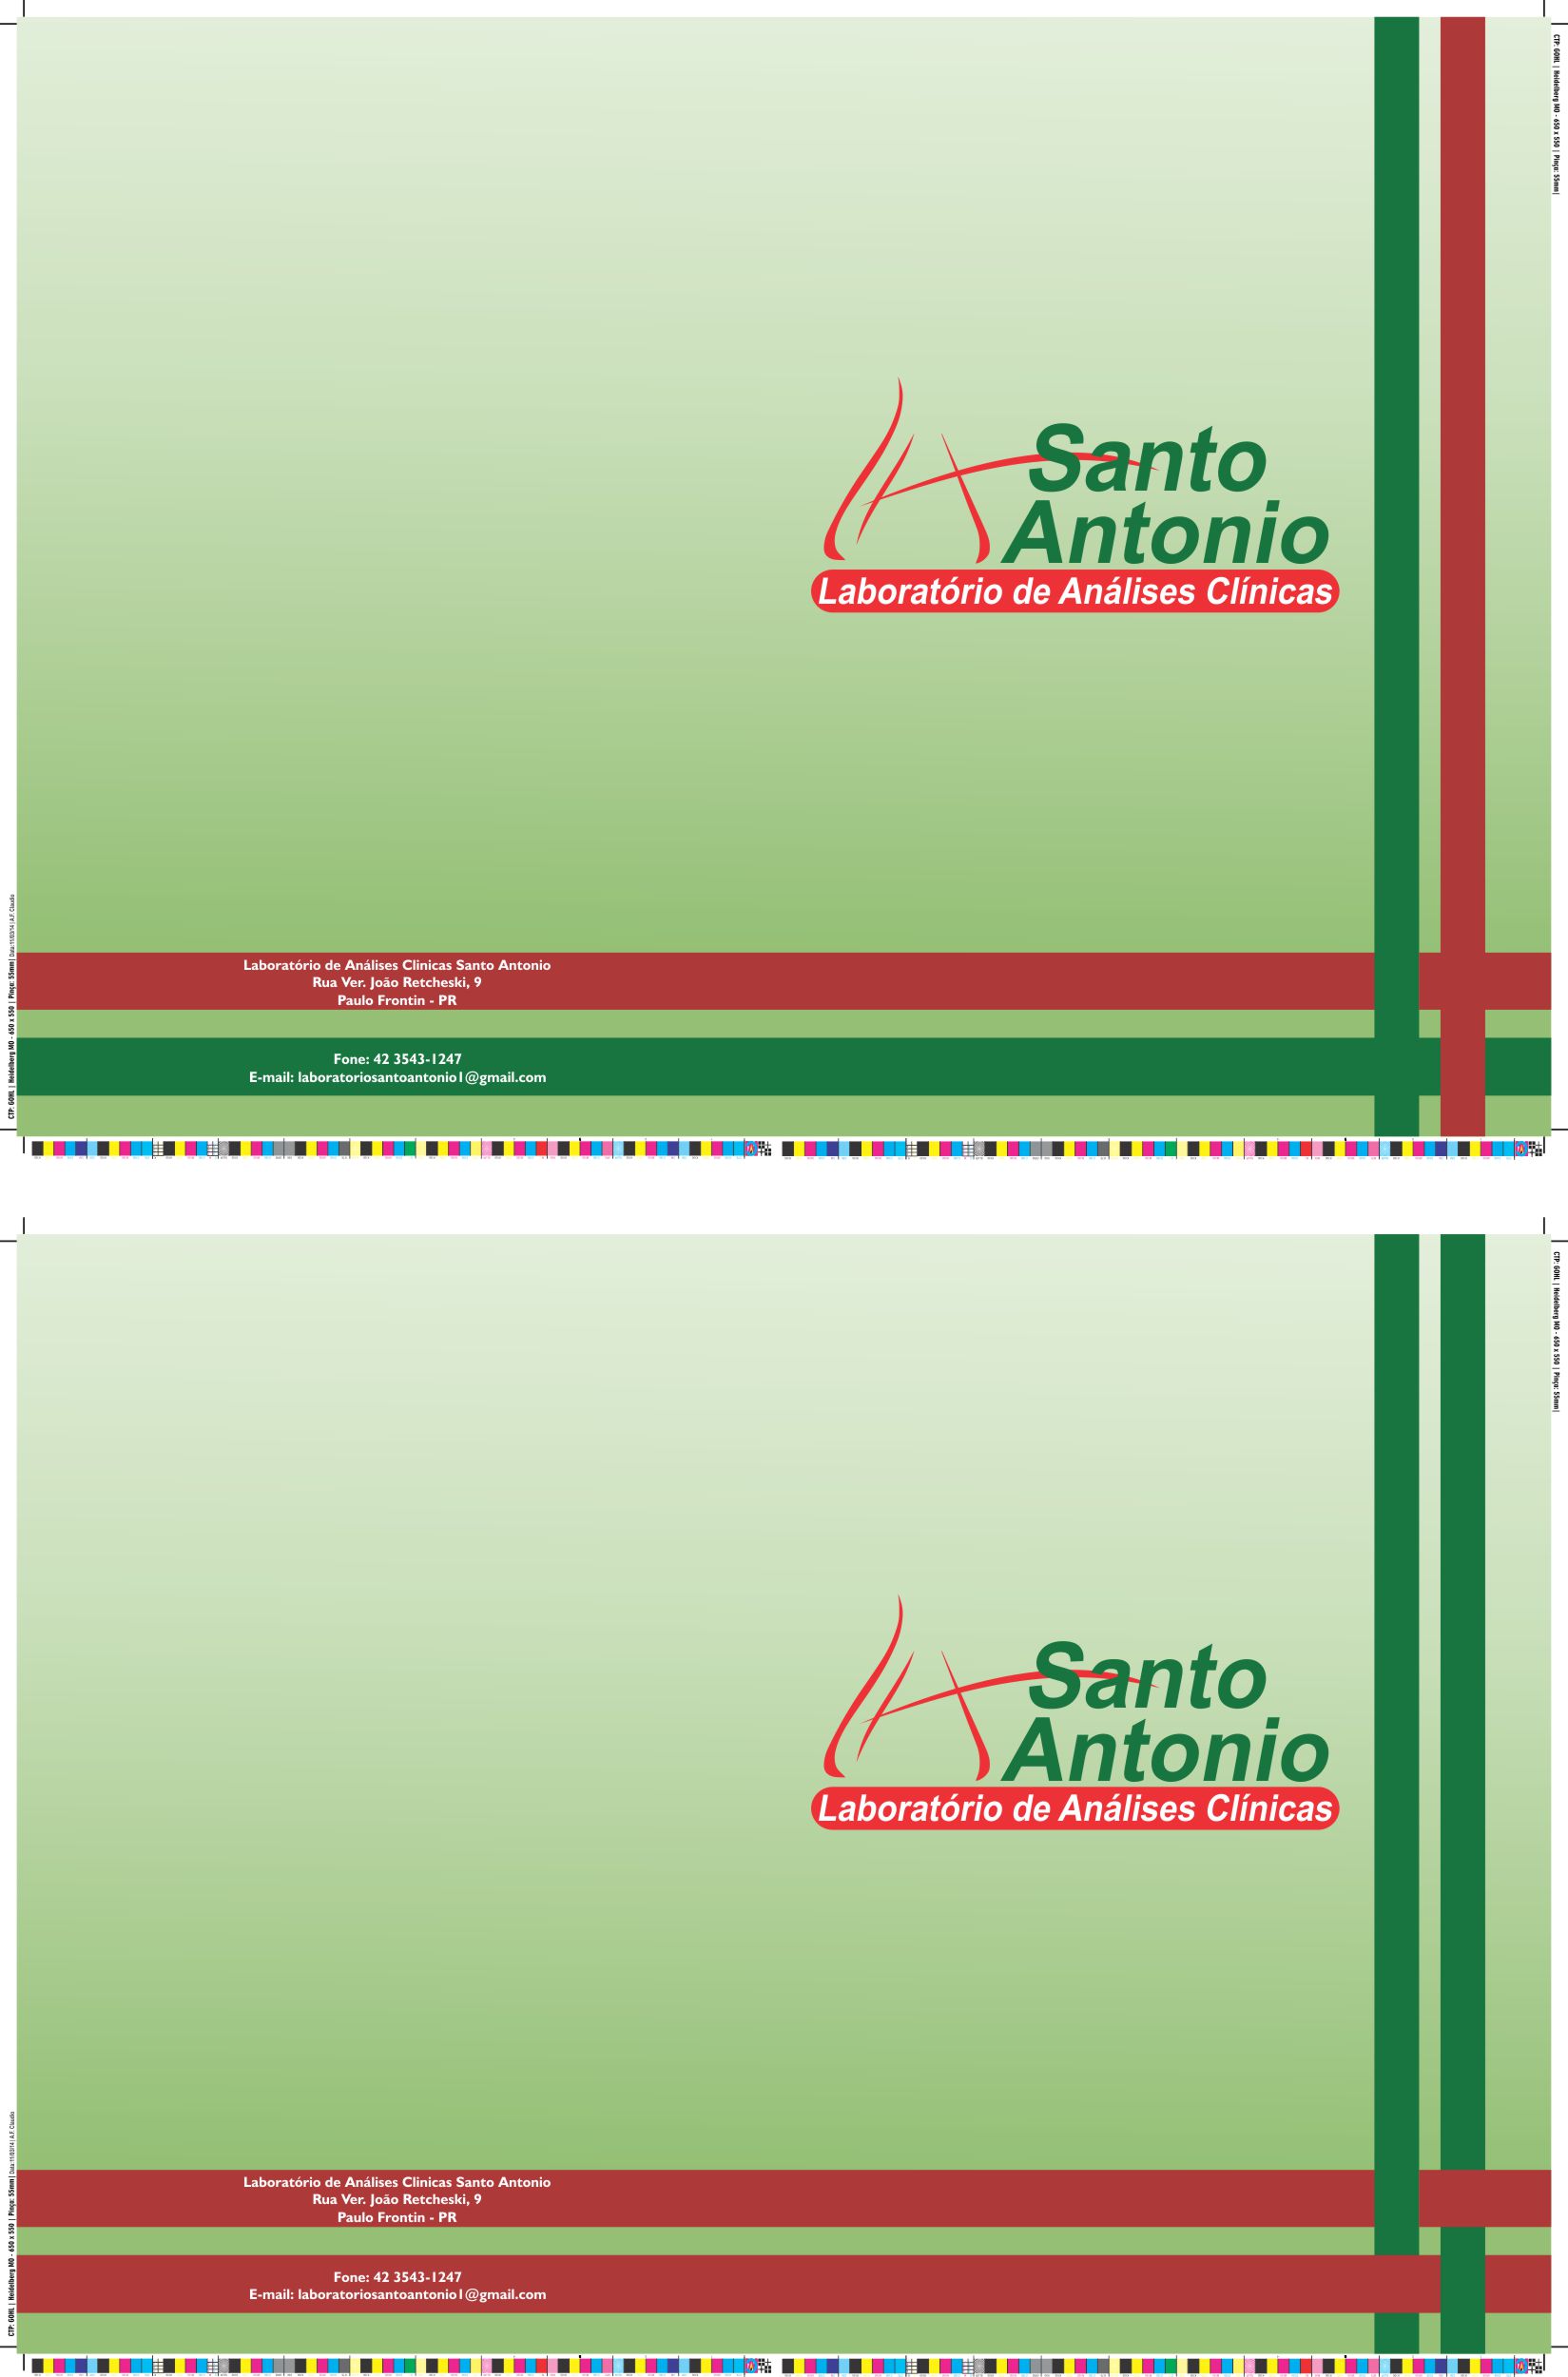 CTP: GOHL | Heidelberg MO - 650 x 550 | Pinça: 55mm|
Santo
Antonio
Laboratório de Análises Clínicas
Laboratório de Análises Clinicas Santo Antonio
Rua Ver. João Retcheski, 9
Paulo Frontin - PR
Fone: 42 3543-1247
E-mail: laboratoriosantoantonio1@gmail.com
CTP: GOHL | Heidelberg MO - 650 x 550 | Pinça: 55mm| Data:11/03/14 | A.F. Claudio
CTP: GOHL | Heidelberg MO - 650 x 550 | Pinça: 55mm|
Santo
Antonio
Laboratório de Análises Clínicas
Laboratório de Análises Clinicas Santo Antonio
Rua Ver. João Retcheski, 9
Paulo Frontin - PR
Fone: 42 3543-1247
E-mail: laboratoriosantoantonio1@gmail.com
CTP: GOHL | Heidelberg MO - 650 x 550 | Pinça: 55mm| Data:11/03/14 | A.F. Claudio